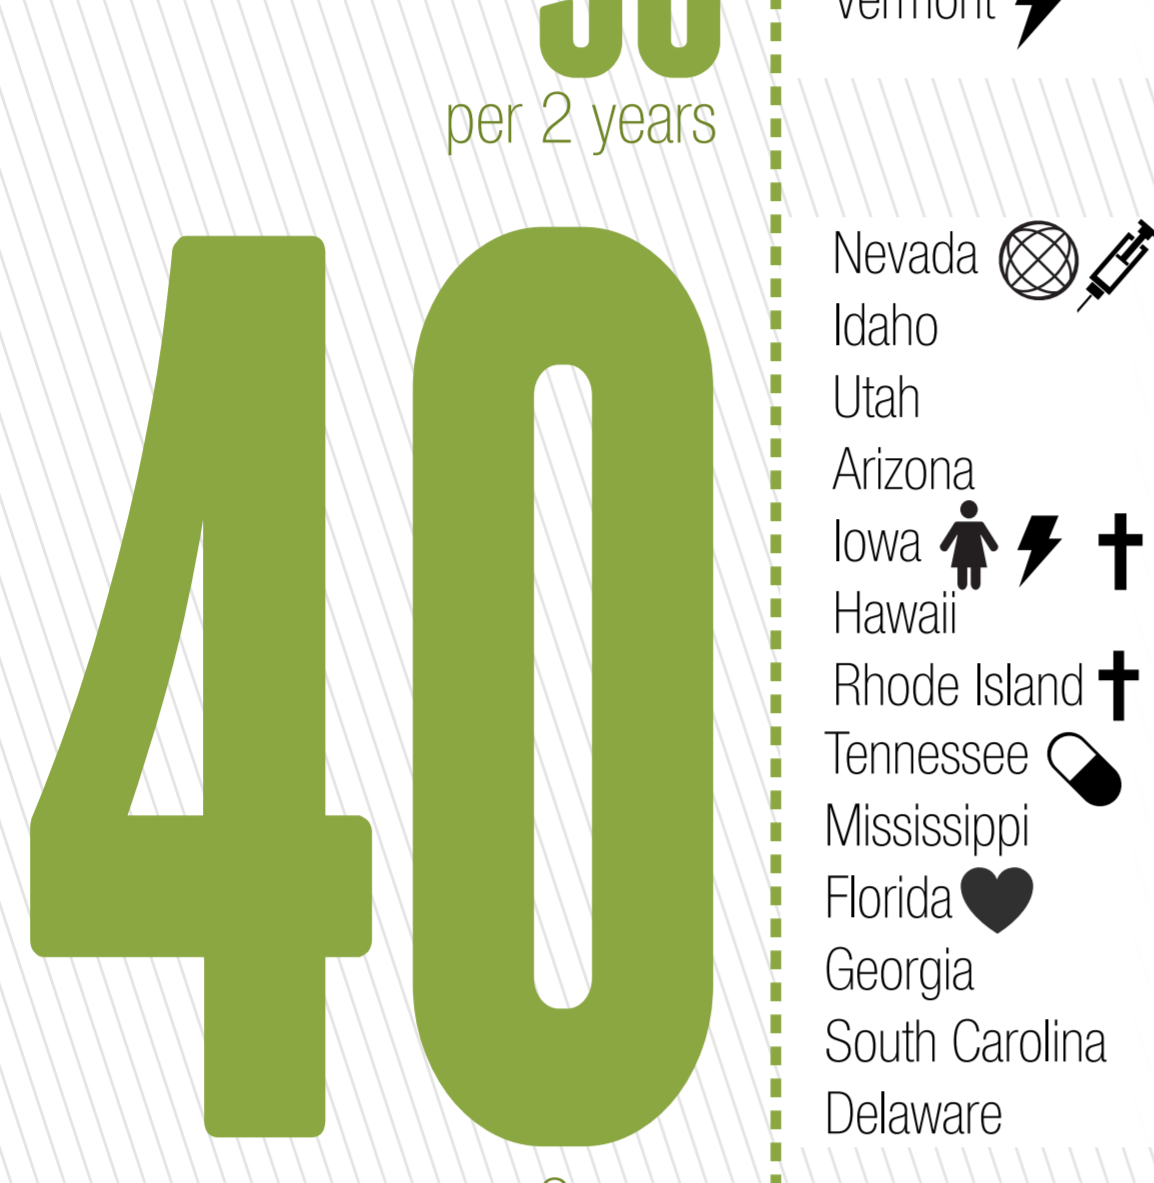 Vermont
per 2 years
40
Nevada
Idaho
Utah
Arizona
Iowa
Hawaii
Rhode Island
Tennessee
Mississippi
Florida
Georgia
South Carolina
Delaware